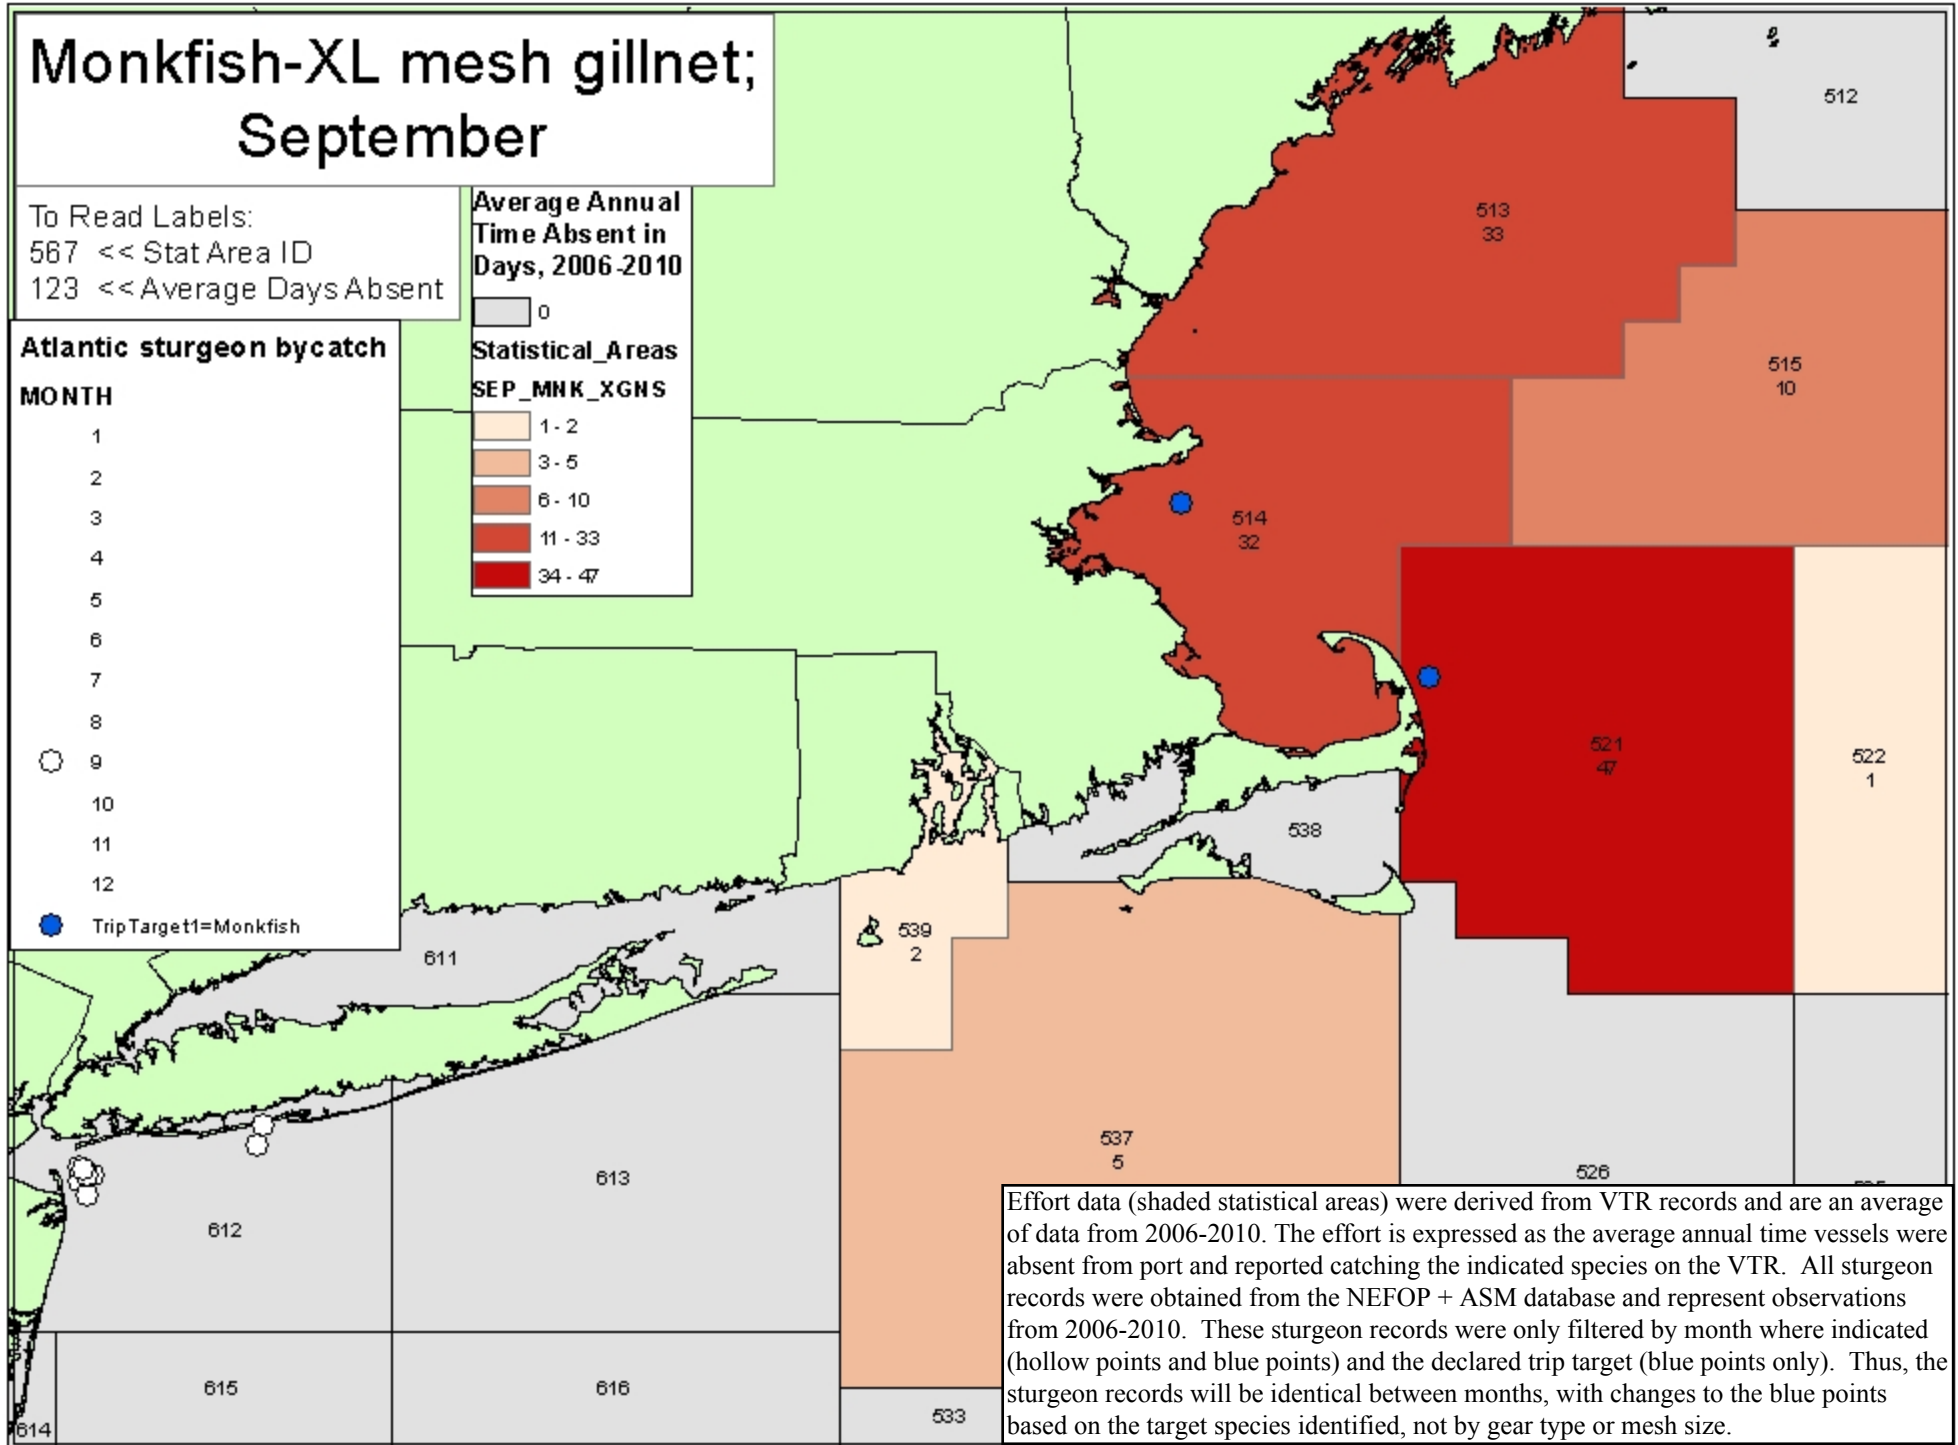 Monkfish-XL mesh gillnet;
September
To Read Labels:
567 << Stat Area ID
123 << Average Days Absent
Average Annual
Time Absent in
Days, 2006-2010
0
Statistical_Areas
SEP_MNK_XGNS
1 - 2
3 - 5
6 - 10
11 - 33
34 - 47
Atlantic sturgeon bycatch
MONTH
1
2
3
4
5
6
7
8
9
10
11
12
TripTarget1=Monkfish
512
513
33
515
10
514
32
521
47
522
1
538
539
2
611
537
5
526
613
612
615
616
533
614
Effort data (shaded statistical areas) were derived from VTR records and are an average
of data from 2006-2010. The effort is expressed as the average annual time vessels were
absent from port and reported catching the indicated species on the VTR. All sturgeon
records were obtained from the NEFOP + ASM database and represent observations
from 2006-2010. These sturgeon records were only filtered by month where indicated
(hollow points and blue points) and the declared trip target (blue points only). Thus, the
sturgeon records will be identical between months, with changes to the blue points
based on the target species identified, not by gear type or mesh size.